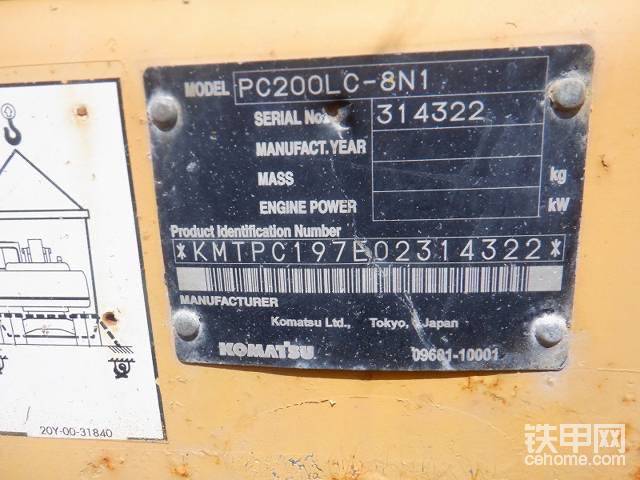 MODEL PC200LC-8N1
SERIAL No. 314322
MANUFACT.YEAR
MASS kg
ENGINE POWER kW
Product Identification Number
*KMTPC197E02314322*
MANUFACTURER
Komatsu Ltd., Tokyo, Japan
KOMATSU 09681-10001
20Y-00-31840
铁甲网
cehome.com